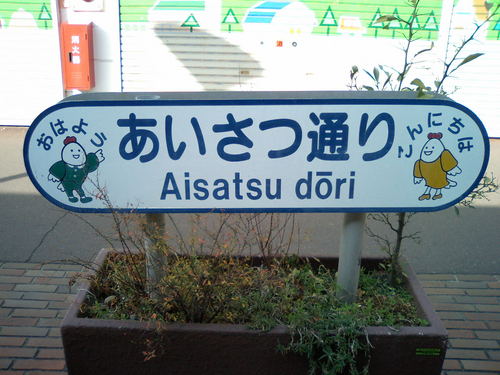 おはよう
あいさつ通り
こんにちは
Aisatsu dōri
消火器